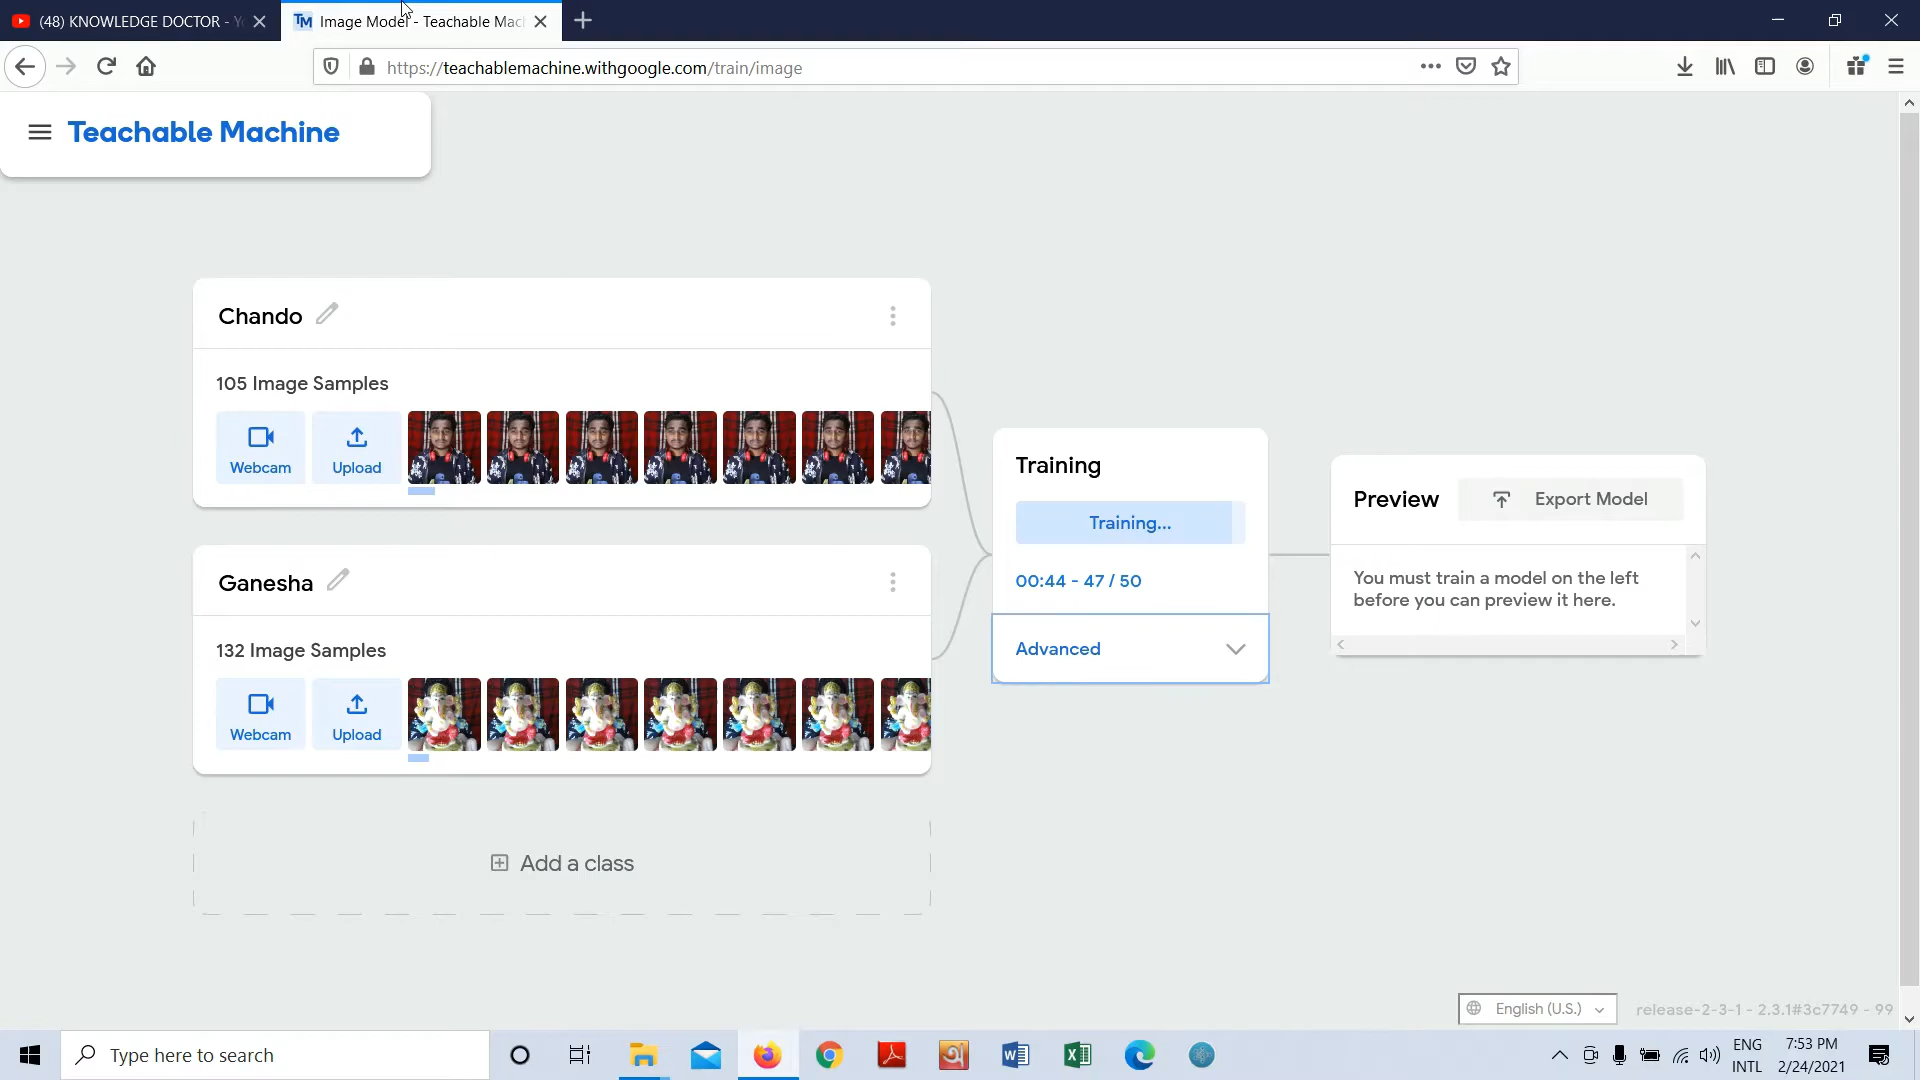 (48) KNOWLEDGE DOCTOR - Y
TM Image Model - Teachable Mac
https://teachablemachine.withgoogle.com/train/image
Teachable Machine
Chando
105 Image Samples
Webcam
Upload
Ganesha
132 Image Samples
Webcam
Upload
Add a class
Training
Training...
00:44 - 47 / 50
Advanced
Preview
Export Model
You must train a model on the left
before you can preview it here.
English (U.S.)
release-2-3-1 - 2.3.1#3c7749 - 99
Type here to search
ENG
INTL
7:53 PM
2/24/2021